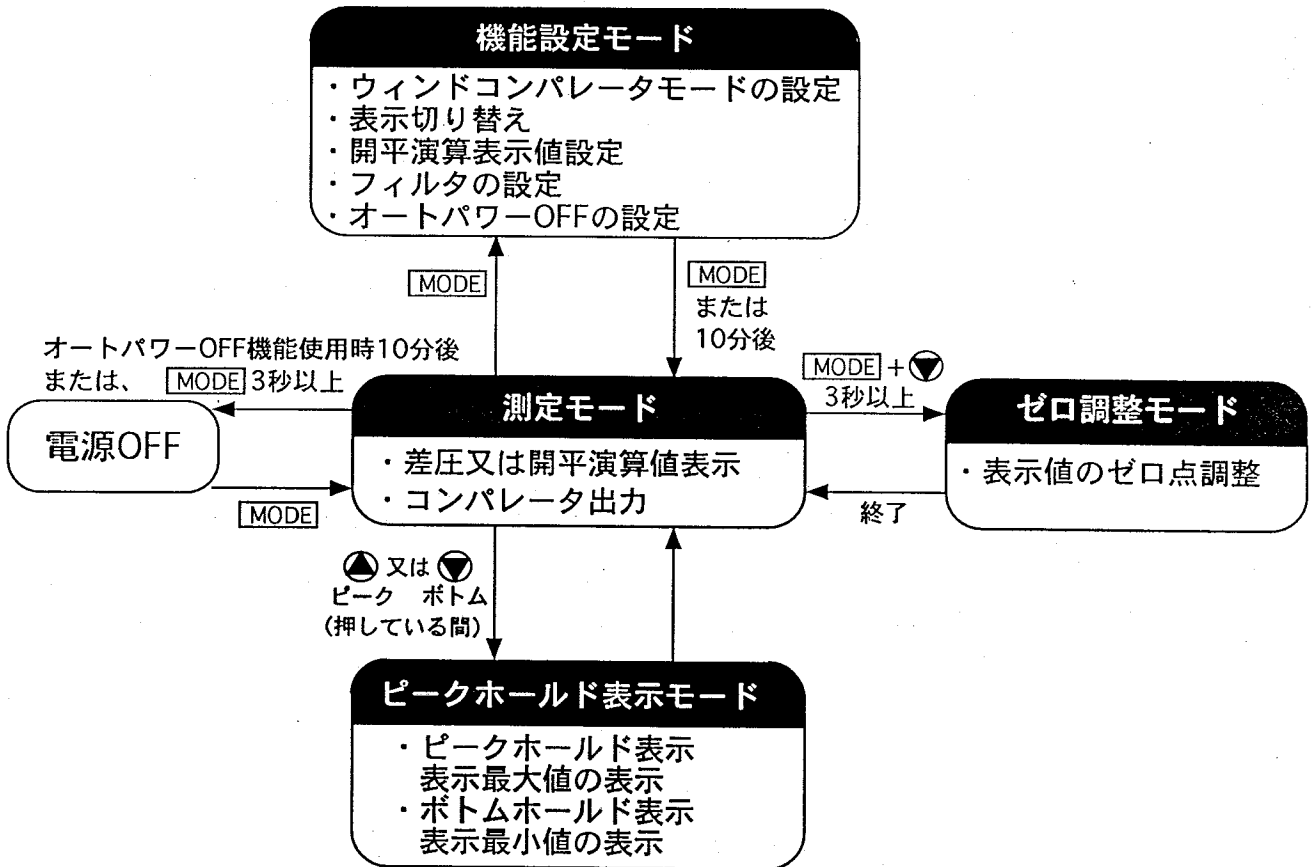 機能設定モード
・ウィンドコンパレータモードの設定
・表示切り替え
・開平演算表示値設定
・フィルタの設定
・オートパワーOFFの設定
MODE
MODE
または
10分後
オートパワーOFF機能使用時10分後
または、 MODE 3秒以上
電源OFF
MODE
測定モード
・差圧又は開平演算値表示
・コンパレータ出力
MODE+▼
3秒以上
ゼロ調整モード
・表示値のゼロ点調整
終了
▲又は▼
ピーク ボトム
(押している間)
ピークホールド表示モード
・ピークホールド表示
表示最大値の表示
・ボトムホールド表示
表示最小値の表示